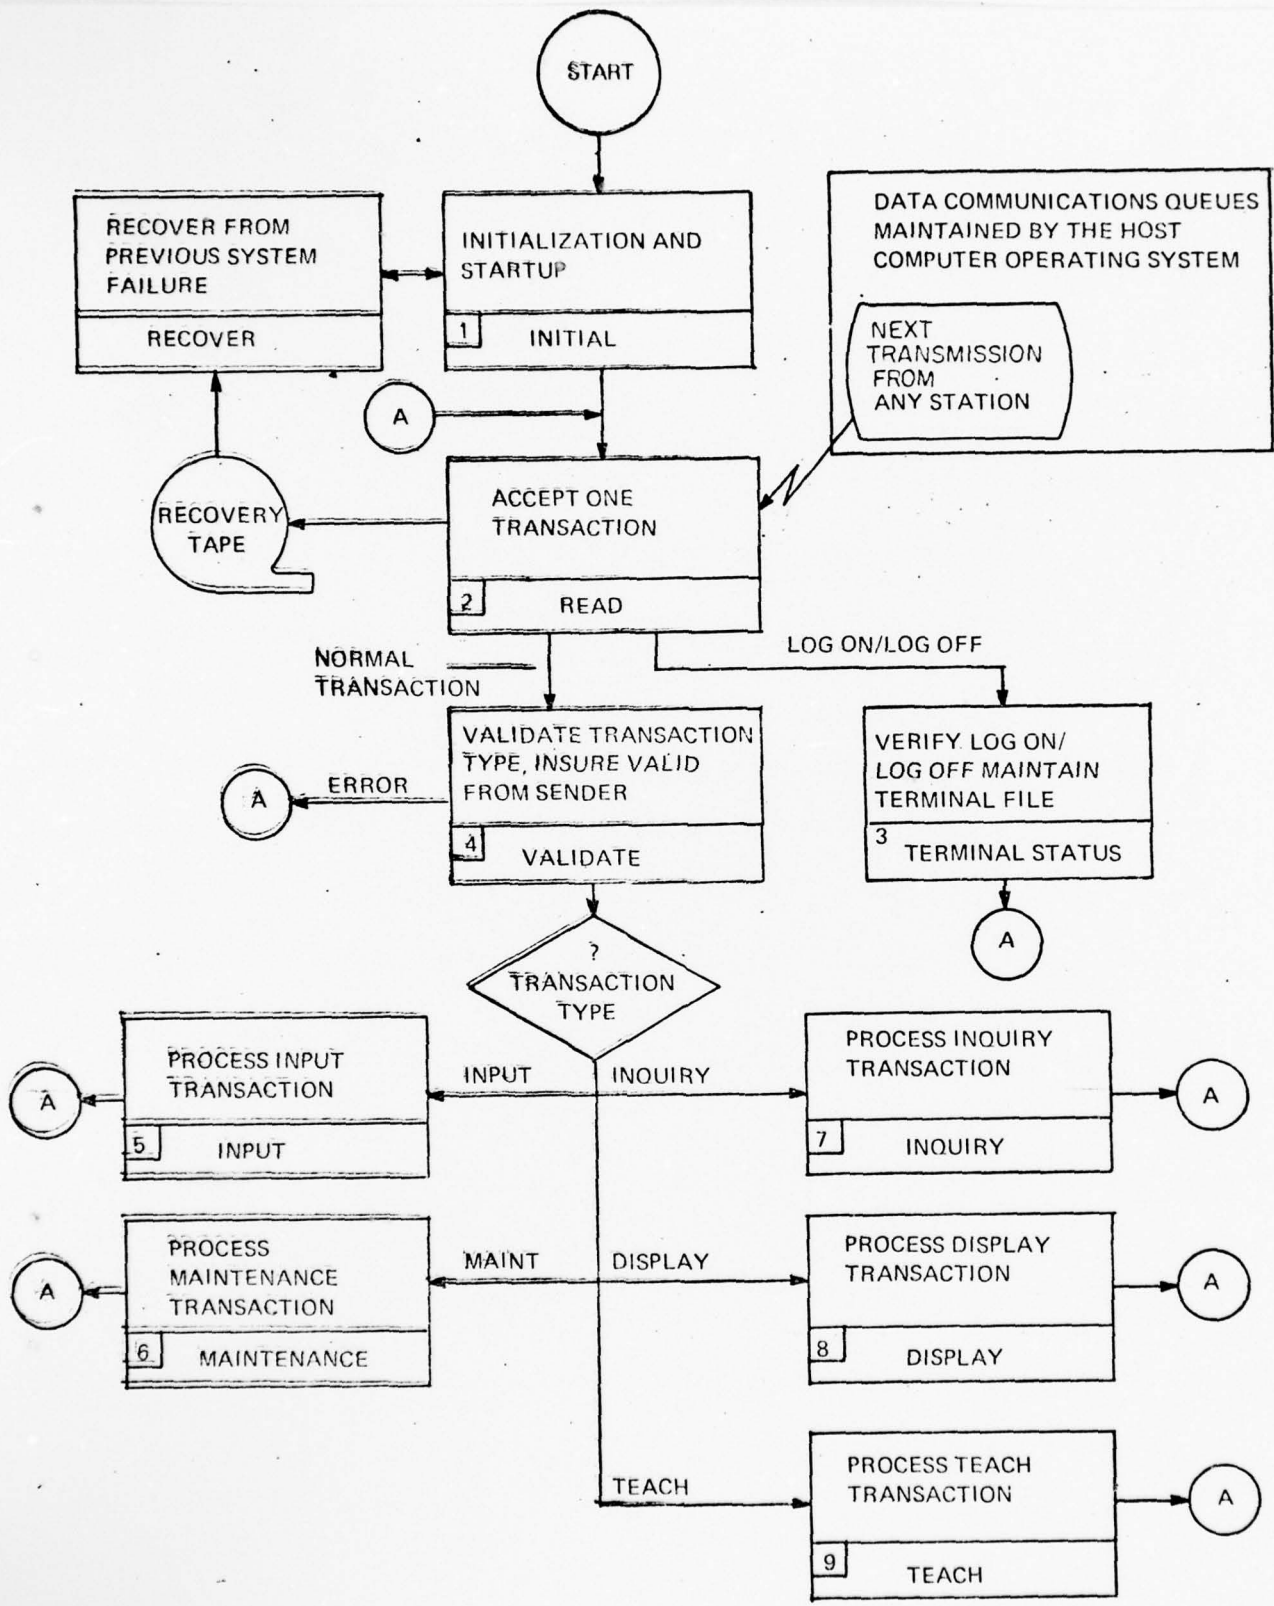 START
RECOVER FROM
PREVIOUS SYSTEM
FAILURE
RECOVER
INITIALIZATION AND
STARTUP
1
INITIAL
DATA COMMUNICATIONS QUEUES
MAINTAINED BY THE HOST
COMPUTER OPERATING SYSTEM
NEXT
TRANSMISSION
FROM
ANY STATION
A
RECOVERY
TAPE
ACCEPT ONE
TRANSACTION
2
READ
NORMAL
TRANSACTION
LOG ON/LOG OFF
VALIDATE TRANSACTION
TYPE, INSURE VALID
FROM SENDER
4
VALIDATE
ERROR
A
VERIFY LOG ON/
LOG OFF MAINTAIN
TERMINAL FILE
3
TERMINAL STATUS
A
?
TRANSACTION
TYPE
A
PROCESS INPUT
TRANSACTION
5
INPUT
INPUT
INQUIRY
PROCESS INQUIRY
TRANSACTION
7
INQUIRY
A
A
PROCESS
MAINTENANCE
TRANSACTION
6
MAINTENANCE
MAINT
DISPLAY
PROCESS DISPLAY
TRANSACTION
8
DISPLAY
A
TEACH
PROCESS TEACH
TRANSACTION
9
TEACH
A